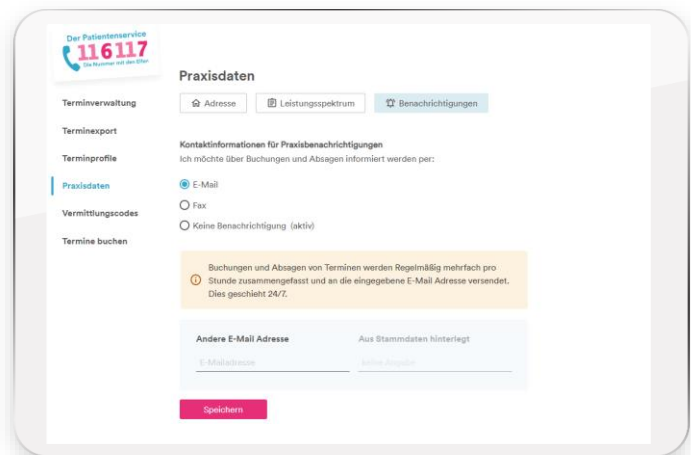 Der Patientenservice
116117
Die Nummer mit den Elfen
Praxisdaten
Terminverwaltung
Terminexport
Terminprofile
Praxisdaten
Vermittlungscodes
Termine buchen
Adresse
Leistungsspektrum
Benachrichtigungen
Kontaktinformationen für Praxisbenachrichtigungen
Ich möchte über Buchungen und Absagen informiert werden per:
E-Mail
Fax
Keine Benachrichtigung (aktiv)
Buchungen und Absagen von Terminen werden Regelmäßig mehrfach pro
Stunde zusammengefasst und an die eingegebene E-Mail Adresse versendet.
Dies geschieht 24/7.
Andere E-Mail Adresse
Aus Stammdaten hinterlegt
E-Mailadresse
keine Angabe
Speichern